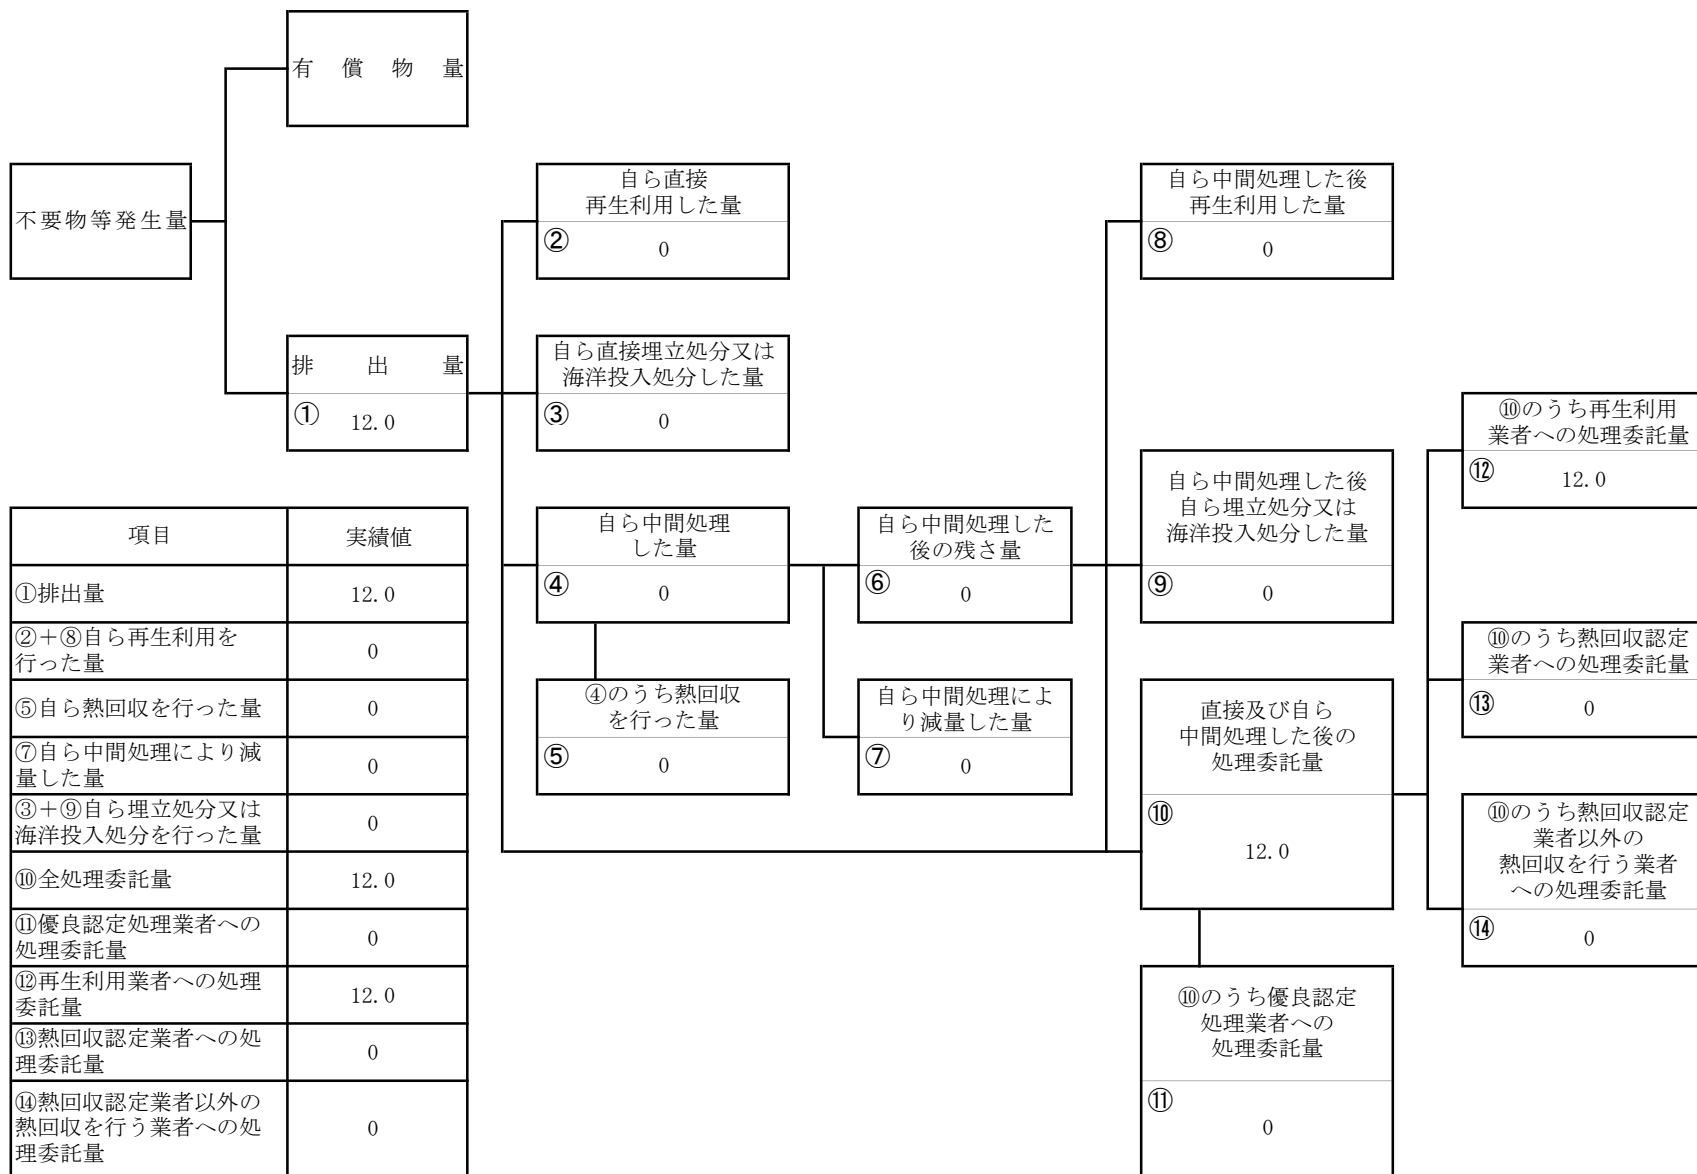 有償物量
不要物等発生量
排出量
① 12.0
自ら直接
再生利用した量
② 0
自ら直接埋立処分又は
海洋投入処分した量
③ 0
自ら中間処理
した量
④ 0
④のうち熱回収
を行った量
⑤ 0
自ら中間処理した
後の残さ量
⑥ 0
自ら中間処理によ
り減量した量
⑦ 0
自ら中間処理した後
再生利用した量
⑧ 0
自ら中間処理した後
自ら埋立処分又は
海洋投入処分した量
⑨ 0
直接及び自ら
中間処理した後の
処理委託量
⑩
12.0
⑩のうち優良認定
処理業者への
処理委託量
⑪
0
⑩のうち再生利用
業者への処理委託量
⑫ 12.0
⑩のうち熱回収認定
業者への処理委託量
⑬ 0
⑩のうち熱回収認定
業者以外の
熱回収を行う業者
への処理委託量
⑭ 0
項目 実績値
①排出量 12.0
②＋⑧自ら再生利用を
行った量 0
⑤自ら熱回収を行った量 0
⑦自ら中間処理により減
量した量 0
③＋⑨自ら埋立処分又は
海洋投入処分を行った量 0
⑩全処理委託量 12.0
⑪優良認定処理業者への
処理委託量 0
⑫再生利用業者への処理
委託量 12.0
⑬熱回収認定業者への処
理委託量 0
⑭熱回収認定業者以外の
熱回収を行う業者への処
理委託量 0